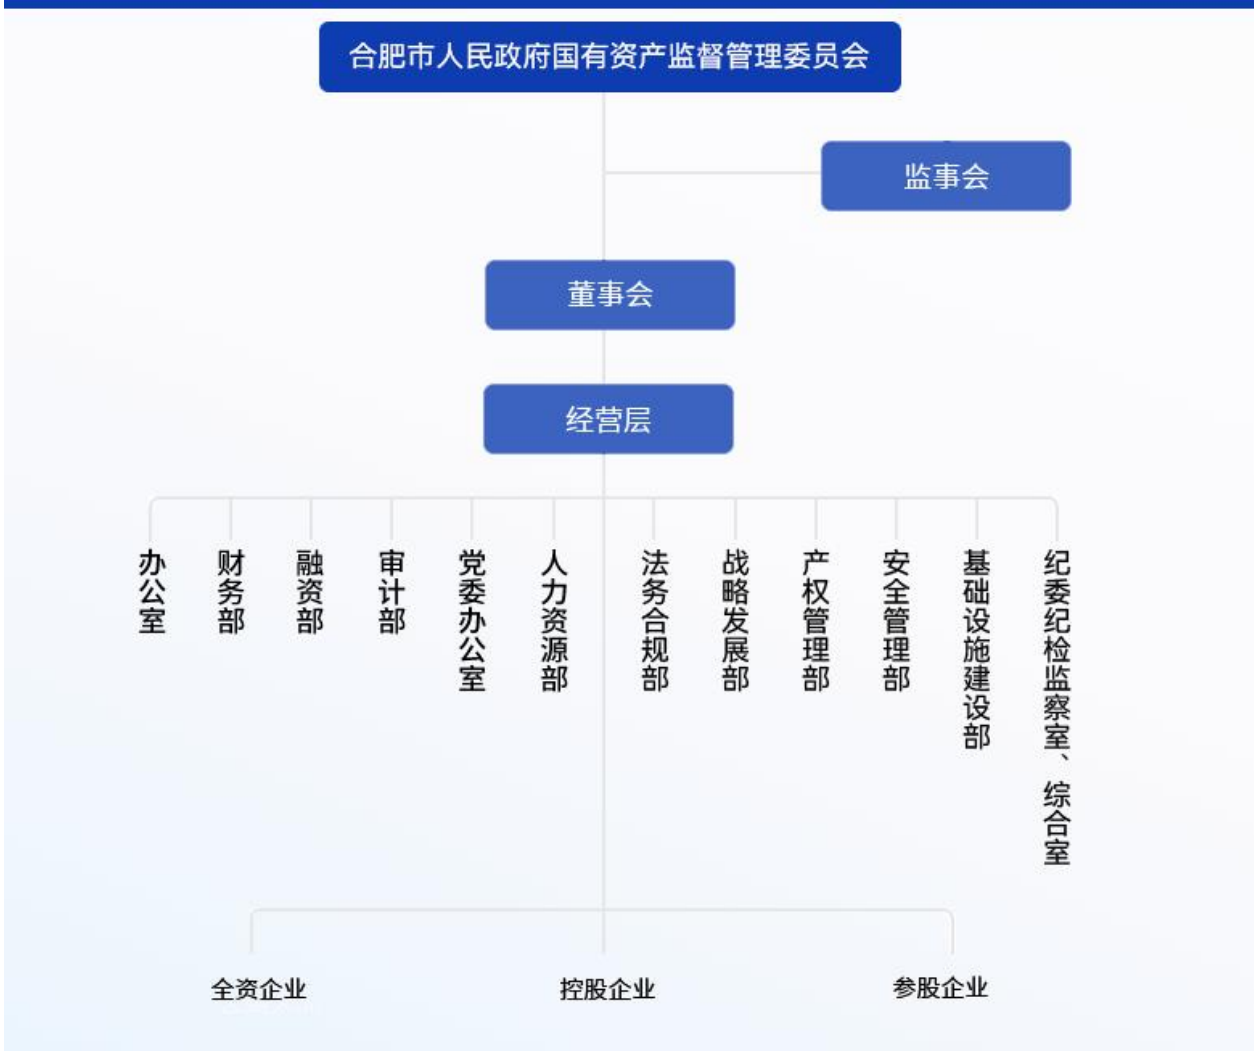 合肥市人民政府国有资产监督管理委员会
监事会
董事会
经营层
办公室
财务部
融资部
审计部
党委办公室
人力资源部
法务合规部
战略发展部
产权管理部
安全管理部
基础设施建设部
纪委纪检监察室、综合室
全资企业
控股企业
参股企业